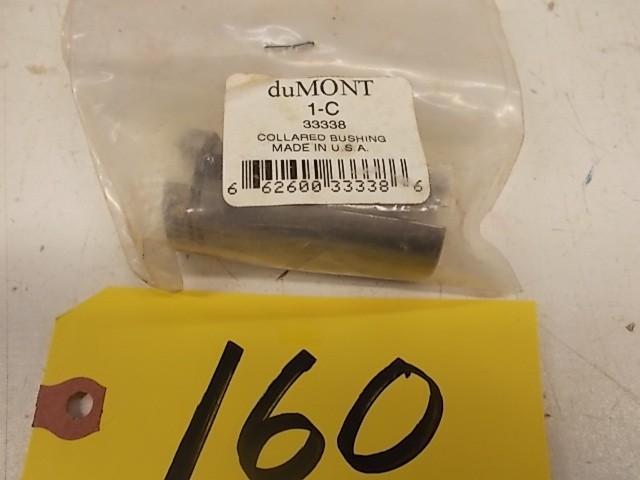 duMONT
1-C
33338
COLLARED BUSHING
MADE IN U.S.A.
6 62600 33338 6
160